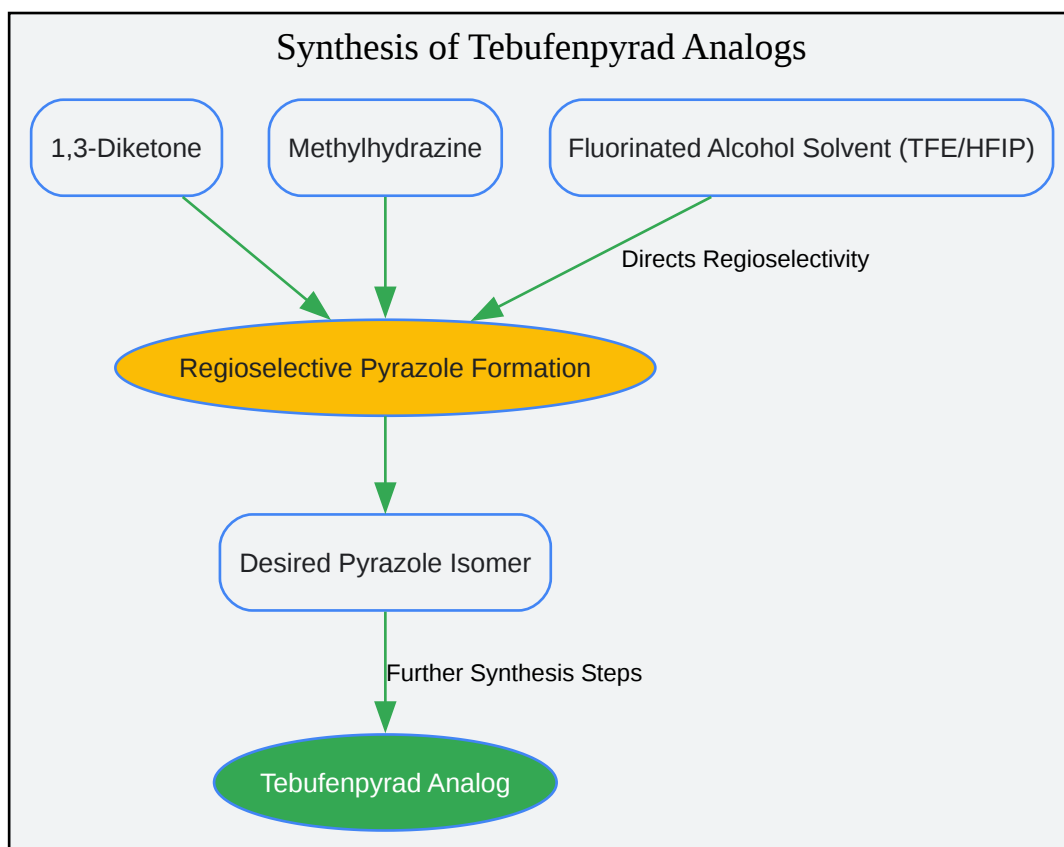 Synthesis of Tebufenpyrad Analogs
1,3-Diketone
Methylhydrazine
Fluorinated Alcohol Solvent (TFE/HFIP)
Directs Regioselectivity
Regioselective Pyrazole Formation
Desired Pyrazole Isomer
Further Synthesis Steps
Tebufenpyrad Analog